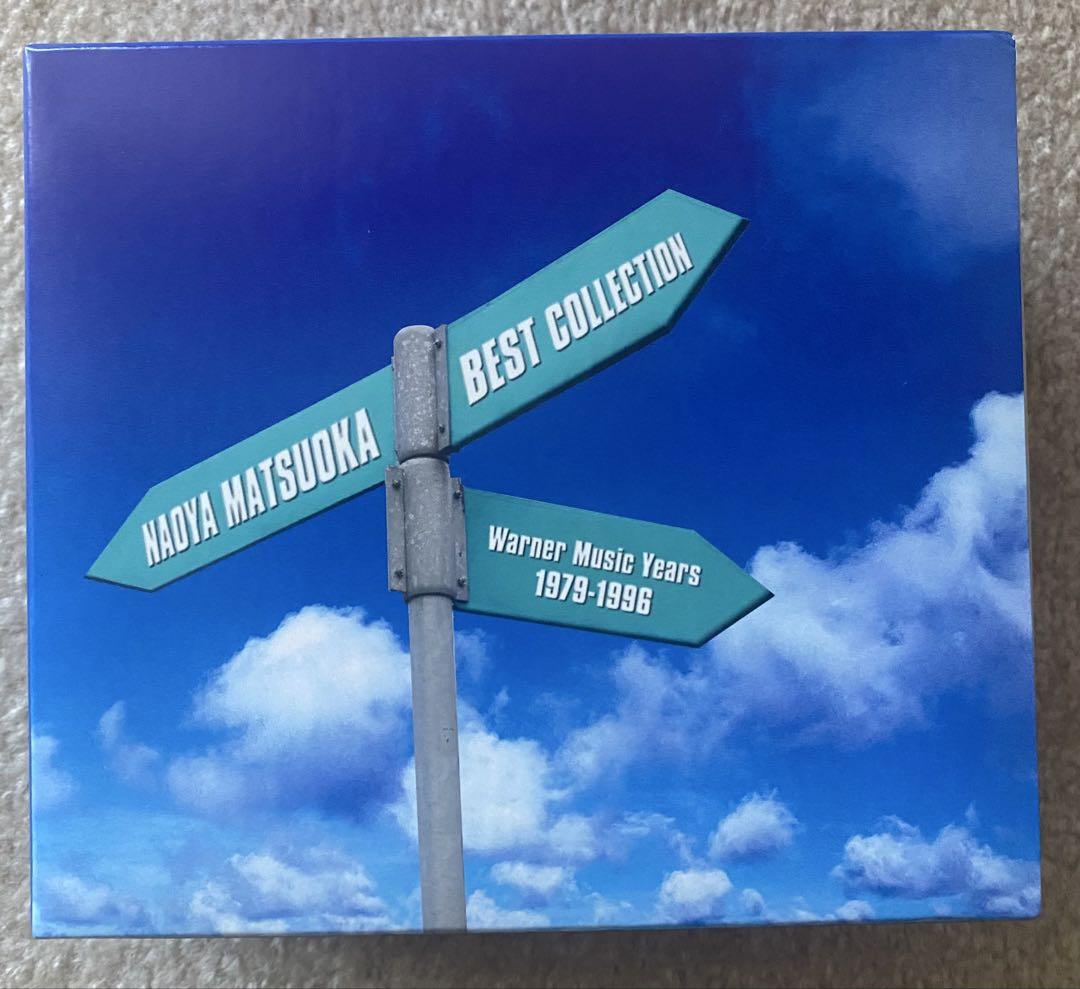 NAOYA MATSUOKA
BEST COLLECTION
Warner Music Years
1979-1996